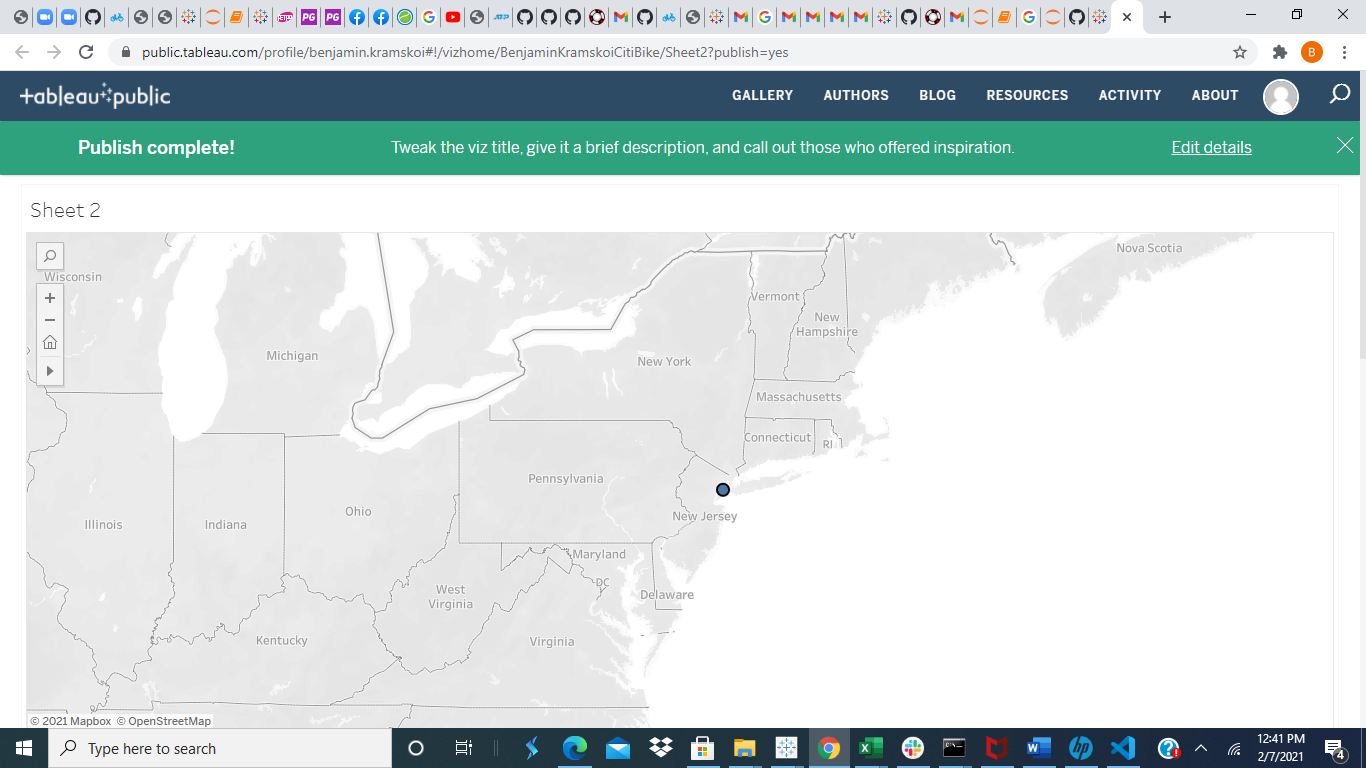 public.tableau.com/profile/benjamin.kramskoi#!/vizhome/BenjaminKramskoiCitiBike/Sheet2?publish=yes
B
tableau public
GALLERY AUTHORS BLOG RESOURCES ACTIVITY ABOUT
Publish complete! Tweak the viz title, give it a brief description, and call out those who offered inspiration. Edit details
Sheet 2
Nova Scotia
Wisconsin
Vermont
New
Hampshire
Michigan
New York
Massachusetts
Connecticut
RI
Pennsylvania
Ohio
New Jersey
Illinois
Indiana
Maryland
DC
West
Virginia
Delaware
Kentucky
Virginia
© 2021 Mapbox © OpenStreetMap
Type here to search
12:41 PM
2/7/2021
4